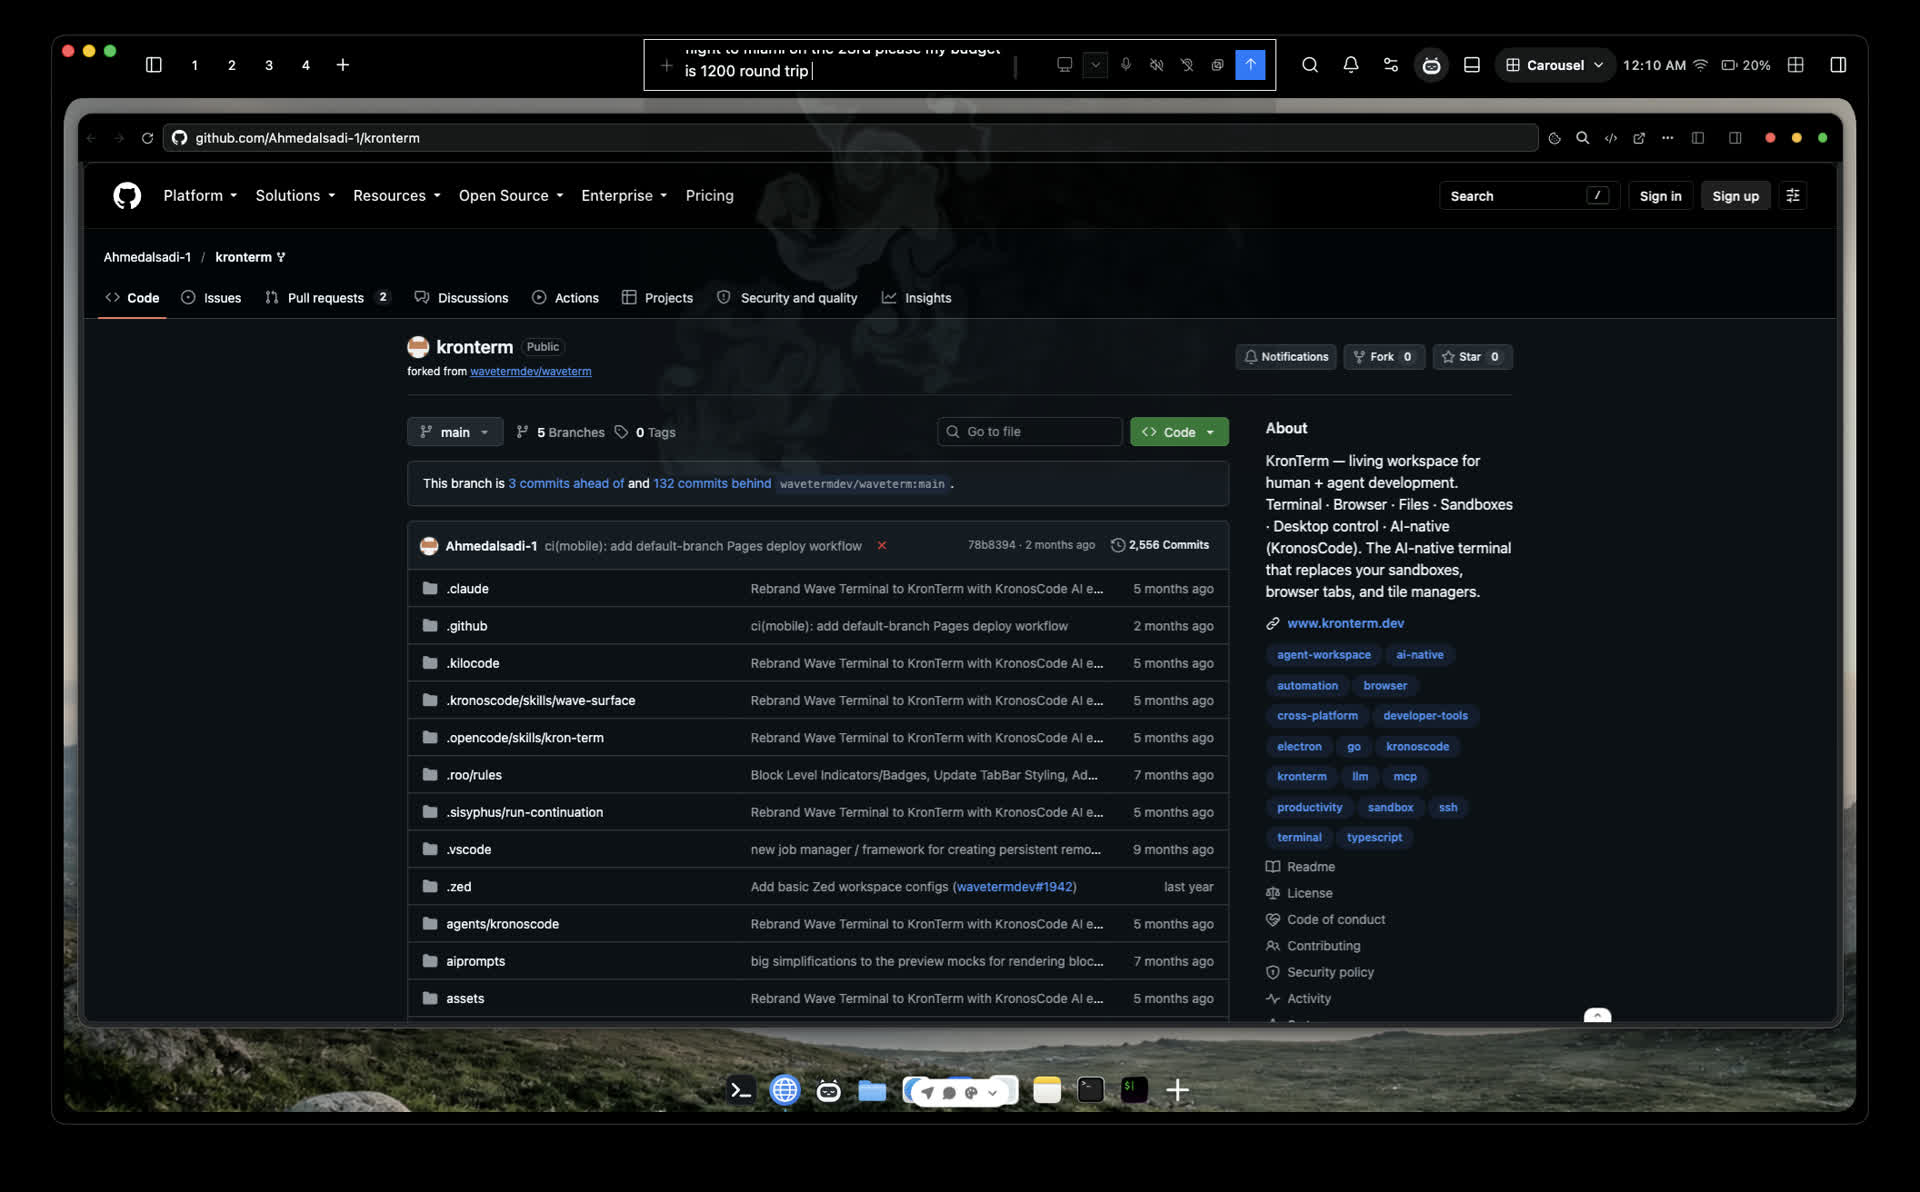 1 2 3 4
flight to miami on the 23rd please my budget
is 1200 round trip
Carousel
12:10 AM
20%
github.com/Ahmedalsadi-1/kronterm
Platform Solutions Resources Open Source Enterprise Pricing
Search /
Sign in
Sign up
Ahmedalsadi-1 / kronterm
Code Issues Pull requests 2 Discussions Actions Projects Security and quality Insights
kronterm Public
forked from wavetermdev/waveterm
Notifications
Fork 0
Star 0
main
5 Branches
0 Tags
Go to file
Code
This branch is 3 commits ahead of and 132 commits behind wavetermdev/waveterm:main .
Ahmedalsadi-1 ci(mobile): add default-branch Pages deploy workflow 78b8394 · 2 months ago 2,556 Commits
.claude Rebrand Wave Terminal to KronTerm with KronosCode AI e... 5 months ago
.github ci(mobile): add default-branch Pages deploy workflow 2 months ago
.kilocode Rebrand Wave Terminal to KronTerm with KronosCode AI e... 5 months ago
.kronoscode/skills/wave-surface Rebrand Wave Terminal to KronTerm with KronosCode AI e... 5 months ago
.opencode/skills/kron-term Rebrand Wave Terminal to KronTerm with KronosCode AI e... 5 months ago
.roo/rules Block Level Indicators/Badges, Update TabBar Styling, Ad... 7 months ago
.sisyphus/run-continuation Rebrand Wave Terminal to KronTerm with KronosCode AI e... 5 months ago
.vscode new job manager / framework for creating persistent remo... 9 months ago
.zed Add basic Zed workspace configs (wavetermdev#1942) last year
agents/kronoscode Rebrand Wave Terminal to KronTerm with KronosCode AI e... 5 months ago
aiprompts big simplifications to the preview mocks for rendering bloc... 7 months ago
assets Rebrand Wave Terminal to KronTerm with KronosCode AI e... 5 months ago
About
KronTerm — living workspace for
human + agent development.
Terminal · Browser · Files · Sandboxes
· Desktop control · AI-native
(KronosCode). The AI-native terminal
that replaces your sandboxes,
browser tabs, and tile managers.
www.kronterm.dev
agent-workspace ai-native
automation browser
cross-platform developer-tools
electron go kronoscode
kronterm llm mcp
productivity sandbox ssh
terminal typescript
Readme
License
Code of conduct
Contributing
Security policy
Activity